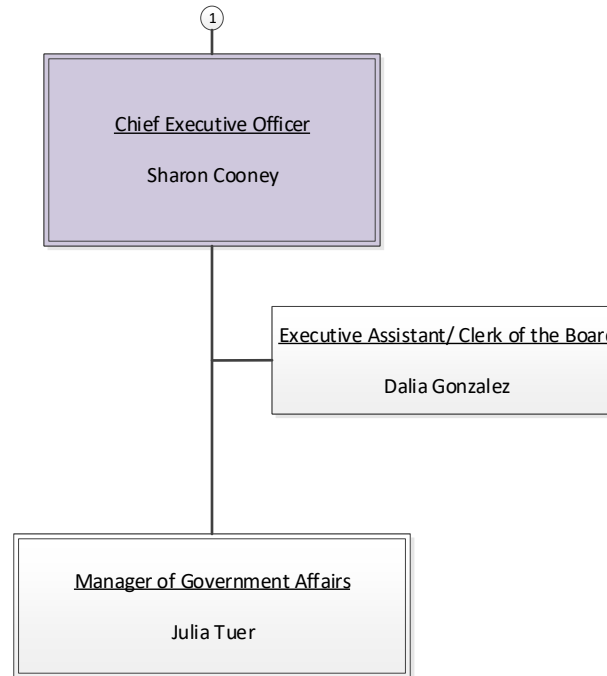 1
Chief Executive Officer
Sharon Cooney
Executive Assistant/ Clerk of the Boar
Dalia Gonzalez
Manager of Government Affairs
Julia Tuer